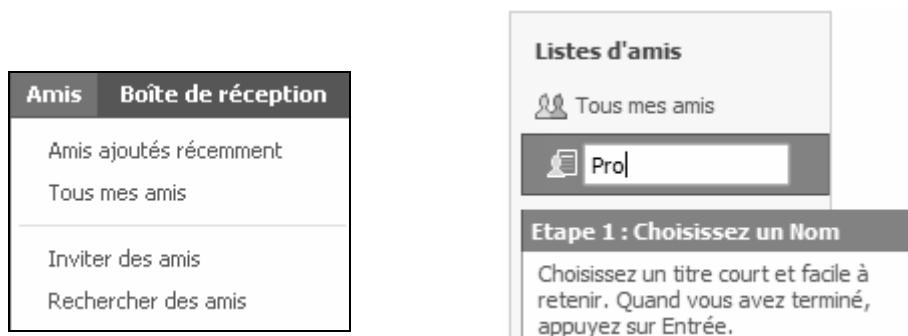 Amis Boîte de réception
Amis ajoutés récemment
Tous mes amis
Inviter des amis
Rechercher des amis
Listes d'amis
Tous mes amis
Pro
Etape 1 : Choisissez un Nom
Choisissez un titre court et facile à
retenir. Quand vous avez terminé,
appuyez sur Entrée.